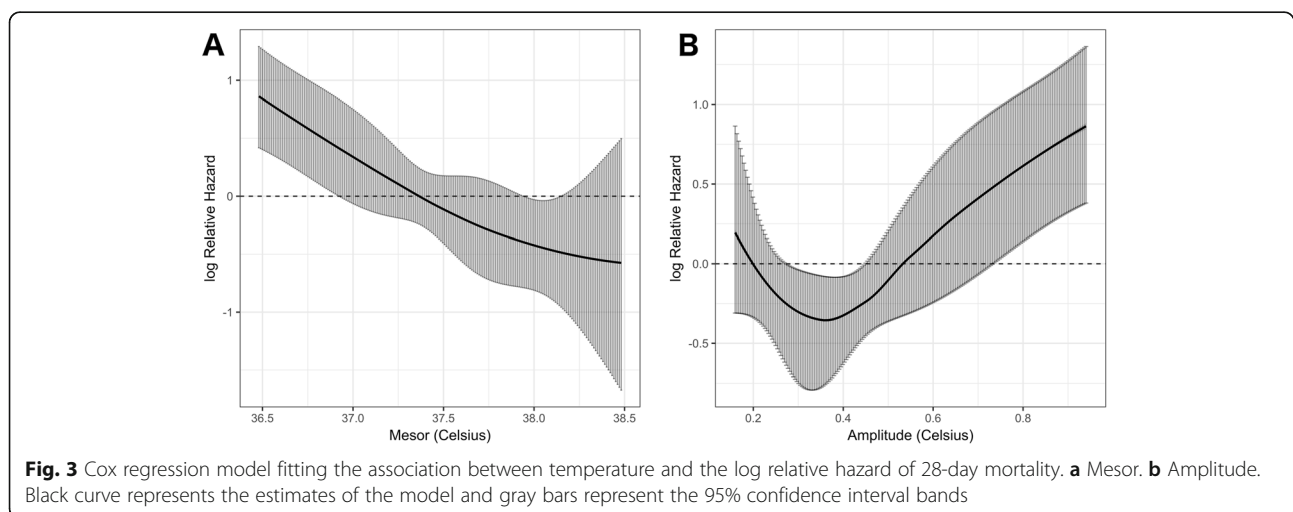 A
B
1
0
-1
log Relative Hazard
36.5 37.0 37.5 38.0 38.5
Mesor (Celsius)
1.0
0.5
0.0
-0.5
log Relative Hazard
0.2 0.4 0.6 0.8
Amplitude (Celsius)
Fig. 3 Cox regression model fitting the association between temperature and the log relative hazard of 28-day mortality. a Mesor. b Amplitude.
Black curve represents the estimates of the model and gray bars represent the 95% confidence interval bands